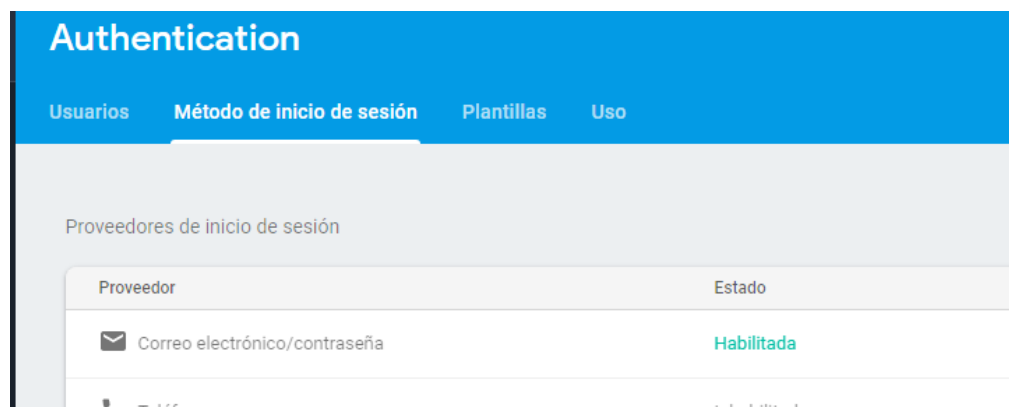 Authentication
Usuarios Método de inicio de sesión Plantillas Uso
Proveedores de inicio de sesión
Proveedor Estado
Correo electrónico/contraseña Habilitada